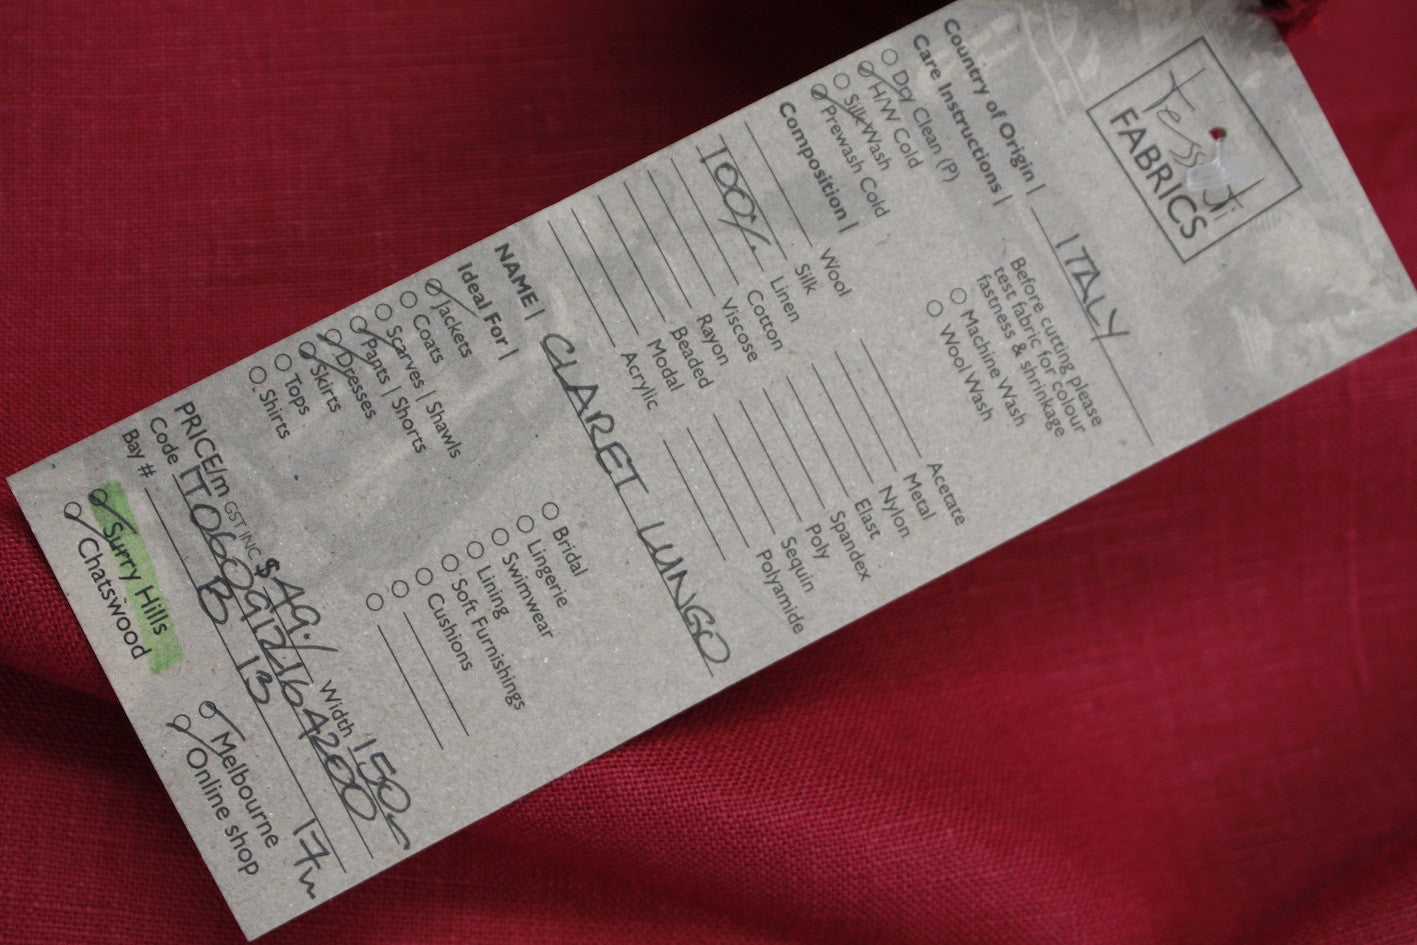 Tessuti
FABRICS
Country of Origin | ITALY
Care Instructions |
Dry Clean (P)
H/W Cold
Silk Wash
Prewash Cold
Before cutting please
test fabric for colour
fastness & shrinkage
Machine Wash
Wool Wash
Composition |
Wool
Silk
100% Linen
Cotton
Viscose
Rayon
Beaded
Modal
Acrylic
Acetate
Metal
Nylon
Elast
Spandex
Poly
Sequin
Polyamide
NAME | CLARET LUNGO
Ideal For |
Jackets
Coats
Scarves | Shawls
Pants | Shorts
Dresses
Skirts
Tops
Shirts
Bridal
Lingerie
Swimwear
Lining
Soft Furnishings
Cushions
PRICE/m GST INC $ 49./ Width 150
Code IT0600912164200
Bay # B 13 17m
Surry Hills
Chatswood
Melbourne
Online shop